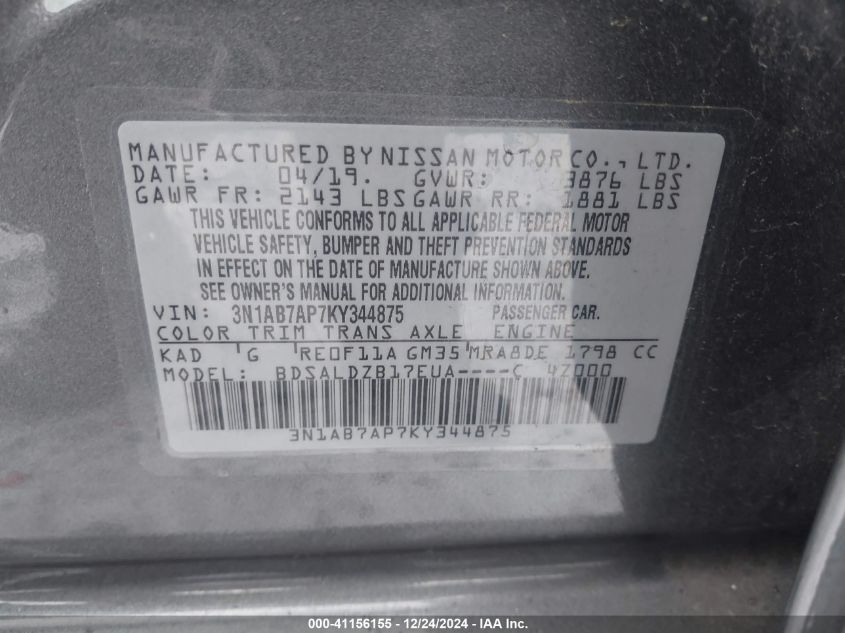 MANUFACTURED BY NISSAN MOTOR CO., LTD.
DATE: 04/19. GVWR: 3876 LBS
GAWR FR: 2143 LBS GAWR RR: 1881 LBS
THIS VEHICLE CONFORMS TO ALL APPLICABLE FEDERAL MOTOR
VEHICLE SAFETY, BUMPER AND THEFT PREVENTION STANDARDS
IN EFFECT ON THE DATE OF MANUFACTURE SHOWN ABOVE.
SEE OWNER'S MANUAL FOR ADDITIONAL INFORMATION.
VIN: 3N1AB7AP7KY344875 PASSENGER CAR.
COLOR TRIM TRANS AXLE ENGINE
KAD G RE0F11A GM35 MRA8DE 1798 CC
MODEL: BDSALDZB17EUA----C 4Z000
3N1AB7AP7KY344875
000-41156155 - 12/24/2024 - IAA Inc.